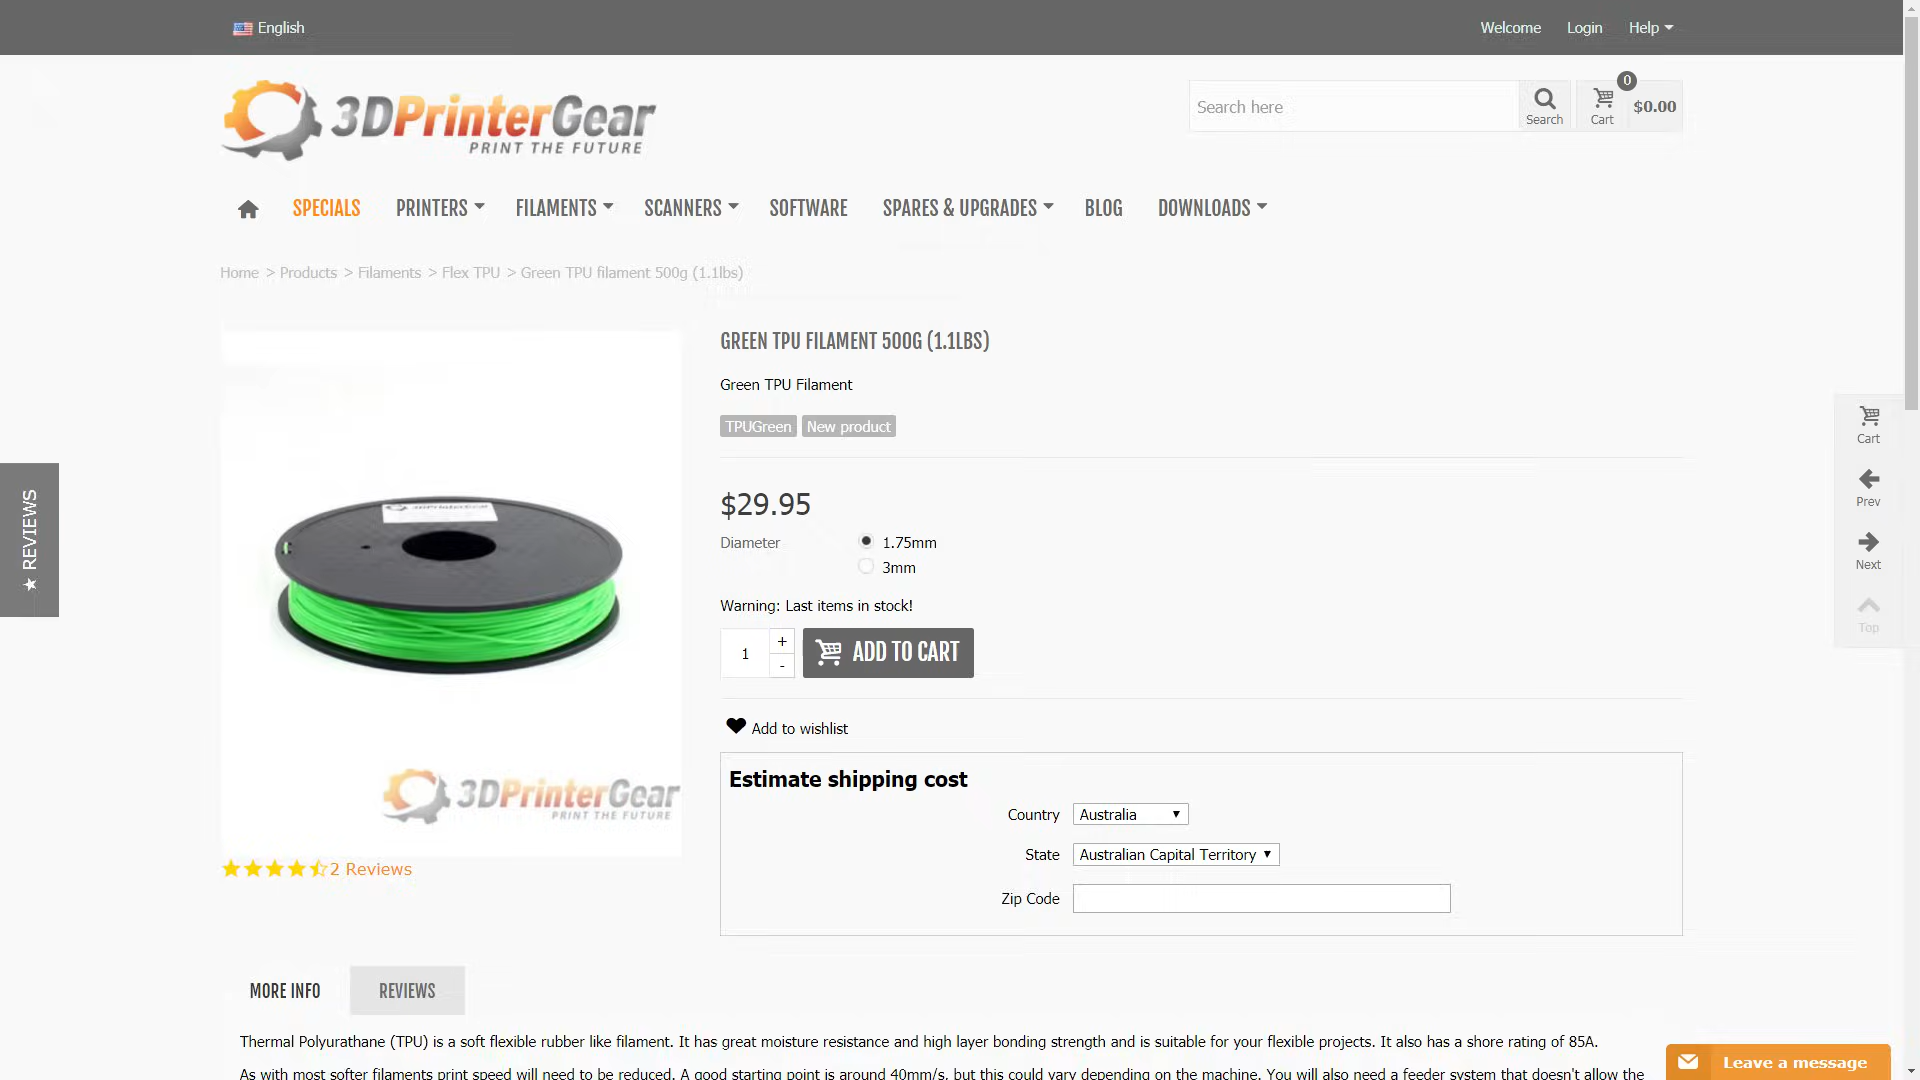 English
Welcome
Login
Help
3DPrinterGear
PRINT THE FUTURE
Search here
Search
0
Cart
$0.00
SPECIALS
PRINTERS
FILAMENTS
SCANNERS
SOFTWARE
SPARES & UPGRADES
BLOG
DOWNLOADS
Home > Products > Filaments > Flex TPU > Green TPU filament 500g (1.1lbs)
GREEN TPU FILAMENT 500G (1.1LBS)
Green TPU Filament
TPUGreen
New product
$29.95
Diameter
1.75mm
3mm
Warning: Last items in stock!
1
+
-
ADD TO CART
Add to wishlist
Estimate shipping cost
Country
Australia
State
Australian Capital Territory
Zip Code
3DPrinterGear
3DPrinterGear
PRINT THE FUTURE
2 Reviews
★ REVIEWS
Cart
Prev
Next
Top
MORE INFO
REVIEWS
Thermal Polyurathane (TPU) is a soft flexible rubber like filament. It has great moisture resistance and high layer bonding strength and is suitable for your flexible projects. It also has a shore rating of 85A.
As with most softer filaments print speed will need to be reduced. A good starting point is around 40mm/s, but this could vary depending on the machine. You will also need a feeder system that doesn't allow the
Leave a message